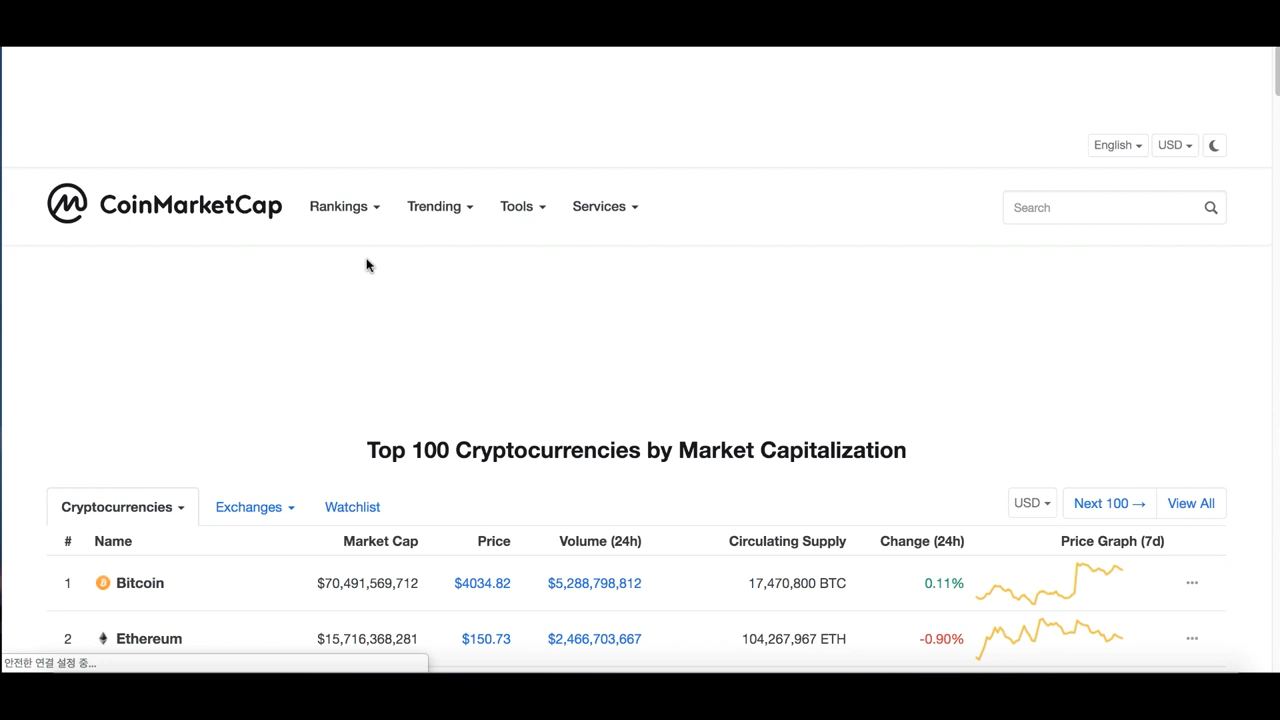 English USD
CoinMarketCap Rankings Trending Tools Services Search
Top 100 Cryptocurrencies by Market Capitalization
Cryptocurrencies Exchanges Watchlist USD Next 100 → View All
# Name Market Cap Price Volume (24h) Circulating Supply Change (24h) Price Graph (7d)
1 Bitcoin $70,491,569,712 $4034.82 $5,288,798,812 17,470,800 BTC 0.11%
2 Ethereum $15,716,368,281 $150.73 $2,466,703,667 104,267,967 ETH -0.90%
안전한 연결 설정 중...